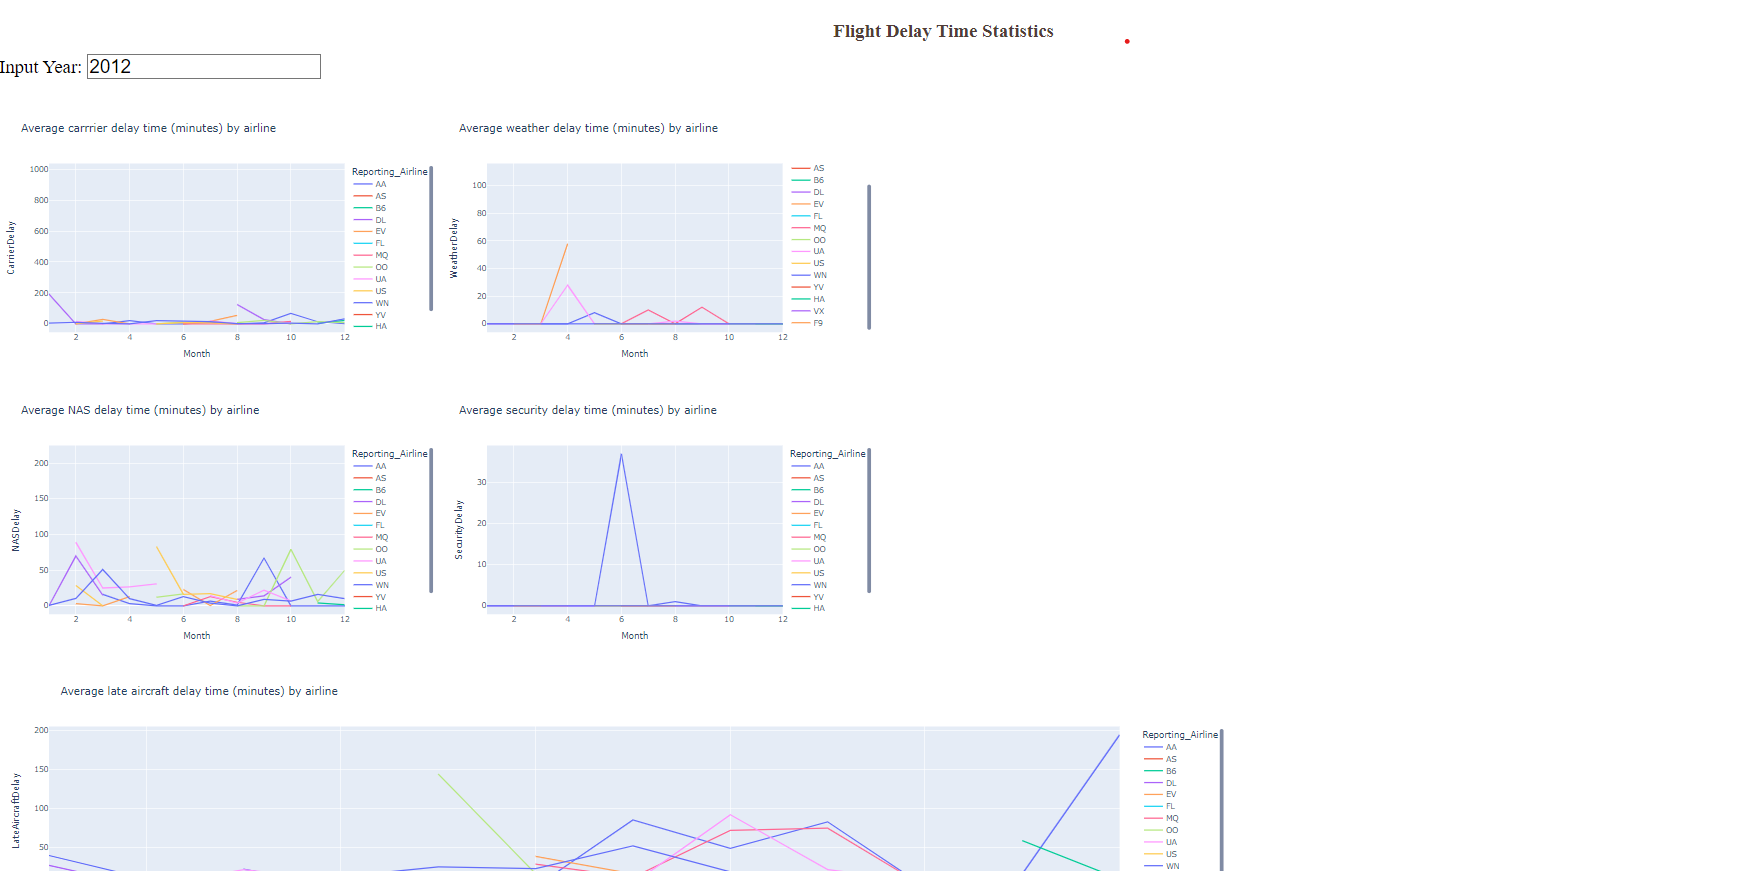 Flight Delay Time Statistics
Input Year: 2012
Average carrrier delay time (minutes) by airline
1000
800
600
400
200
0
CarrierDelay
2 4 6 8 10 12
Month
Reporting_Airline
AA
AS
B6
DL
EV
FL
MQ
OO
UA
US
WN
YV
HA
Average weather delay time (minutes) by airline
100
80
60
40
20
0
WeatherDelay
2 4 6 8 10 12
Month
AS
B6
DL
EV
FL
MQ
OO
UA
US
WN
YV
HA
VX
F9
Average NAS delay time (minutes) by airline
200
150
100
50
0
NASDelay
2 4 6 8 10 12
Month
Reporting_Airline
AA
AS
B6
DL
EV
FL
MQ
OO
UA
US
WN
YV
HA
Average security delay time (minutes) by airline
30
20
10
0
SecurityDelay
2 4 6 8 10 12
Month
Reporting_Airline
AA
AS
B6
DL
EV
FL
MQ
OO
UA
US
WN
YV
HA
Average late aircraft delay time (minutes) by airline
200
150
100
50
LateAircraftDelay
Reporting_Airline
AA
AS
B6
DL
EV
FL
MQ
OO
UA
US
WN